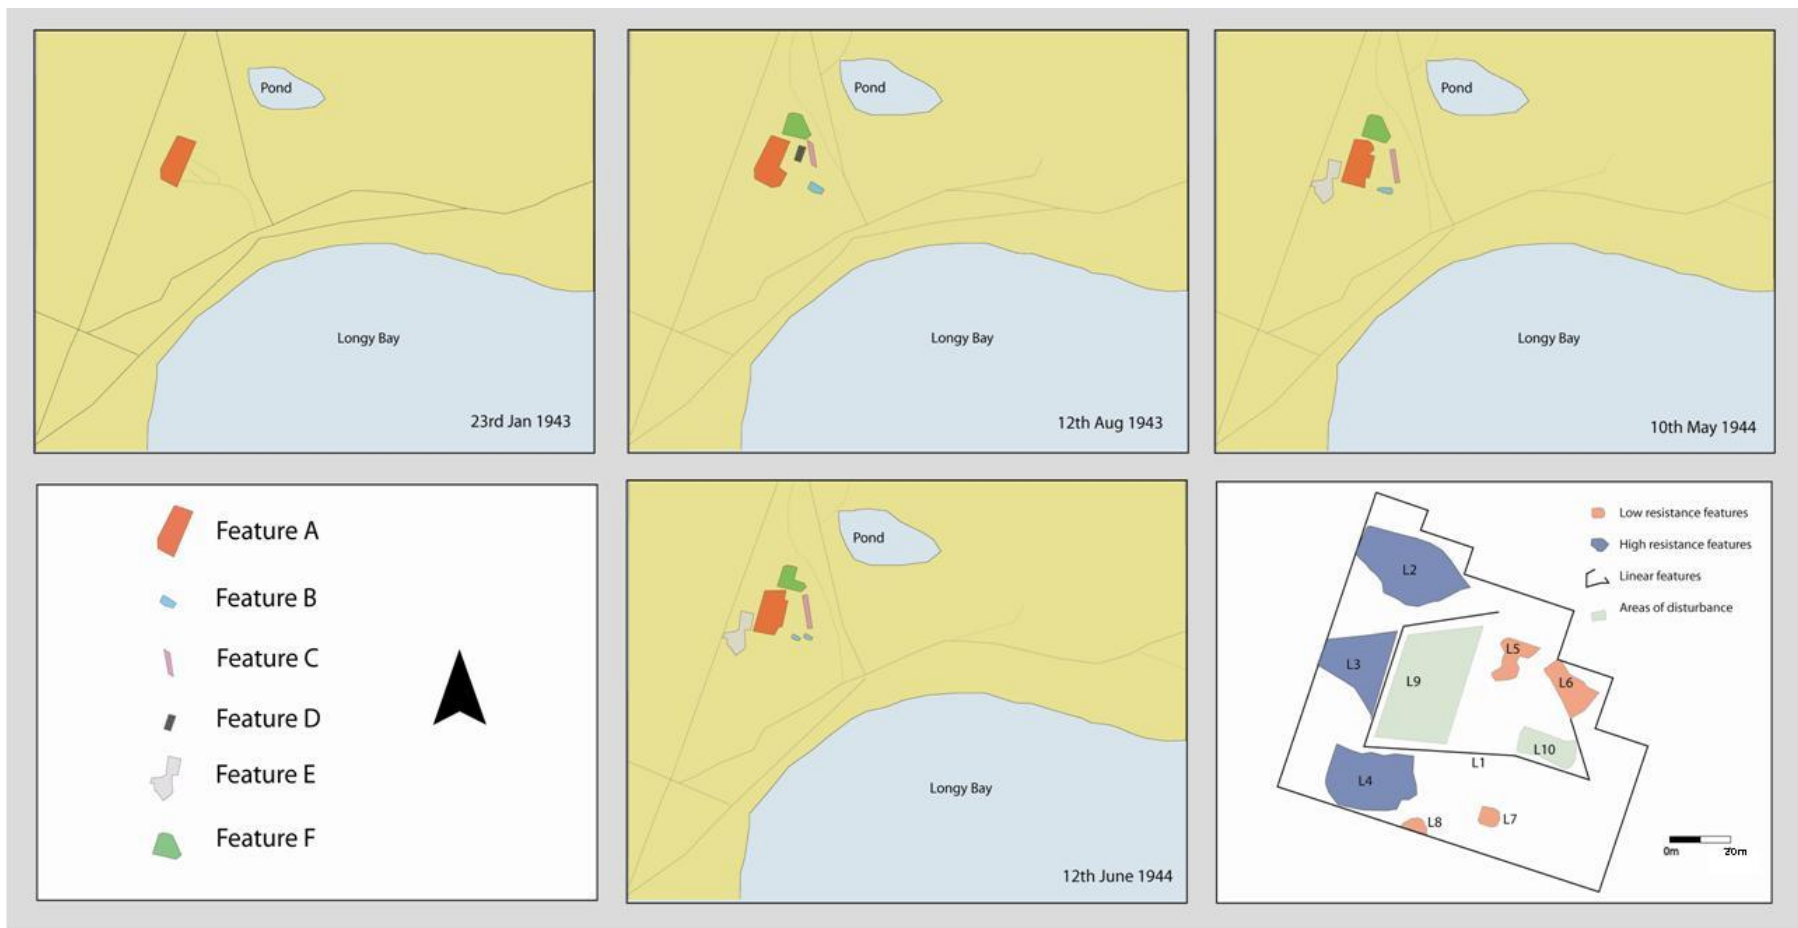 Pond
Longy Bay
23rd Jan 1943
Pond
Longy Bay
12th Aug 1943
Pond
Longy Bay
10th May 1944
Feature A
Feature B
Feature C
Feature D
Feature E
Feature F
Pond
Longy Bay
12th June 1944
Low resistance features
High resistance features
Linear features
Areas of disturbance
L2
L3
L5
L9
L6
L10
L1
L4
L8
L7
0m 20m